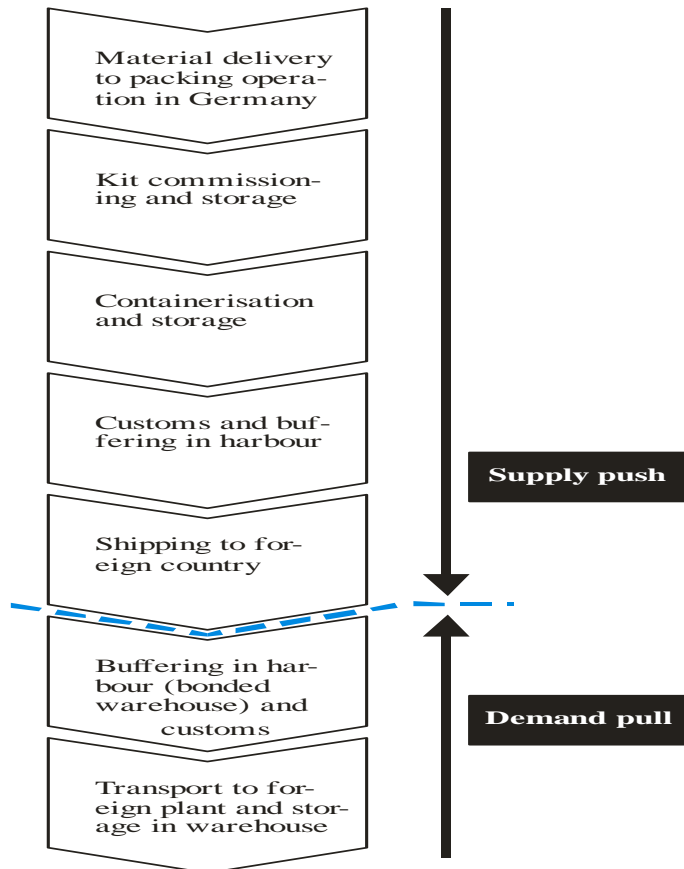 Material delivery
to packing opera-
tion in Germany
Kit commission-
ing and storage
Containerisation
and storage
Customs and buf-
fering in harbour
Supply push
Shipping to for-
eign country
Buffering in har-
bour (bonded
warehouse) and
customs
Demand pull
Transport to for-
eign plant and stor-
age in warehouse